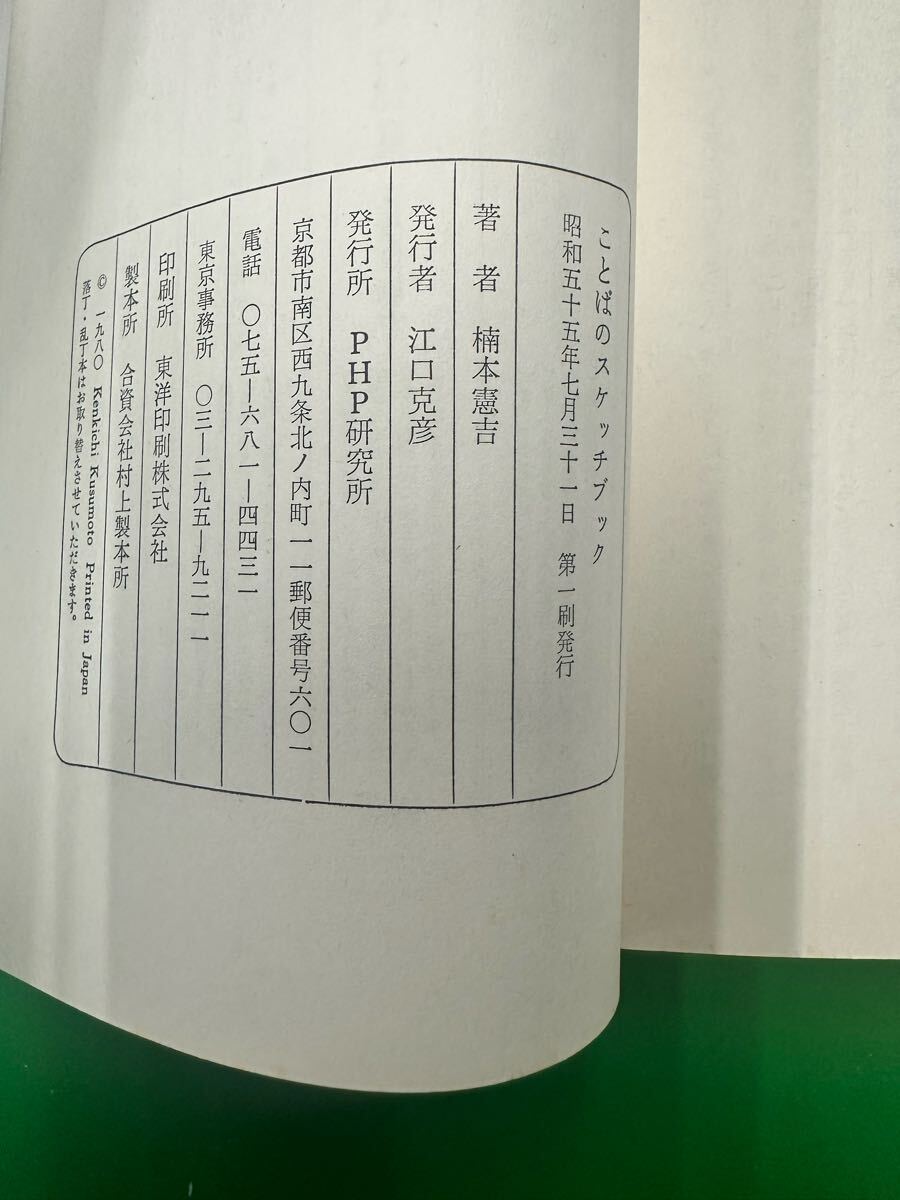 ことばのスケッチブック
昭和五十五年七月三十一日　第一刷発行
著　者　楠本憲吉
発行者　江口克彦
発行所　PHP研究所
京都市南区西九条北ノ内町一一郵便番号六〇一
電話　〇七五—六八一—四四三一
東京事務所　〇三—二九五—九二一一
印刷所　東洋印刷株式会社
製本所　合資会社村上製本所
© 一九八〇 Kenkichi Kusumoto Printed in Japan
落丁・乱丁本はお取り替えさせていただきます。